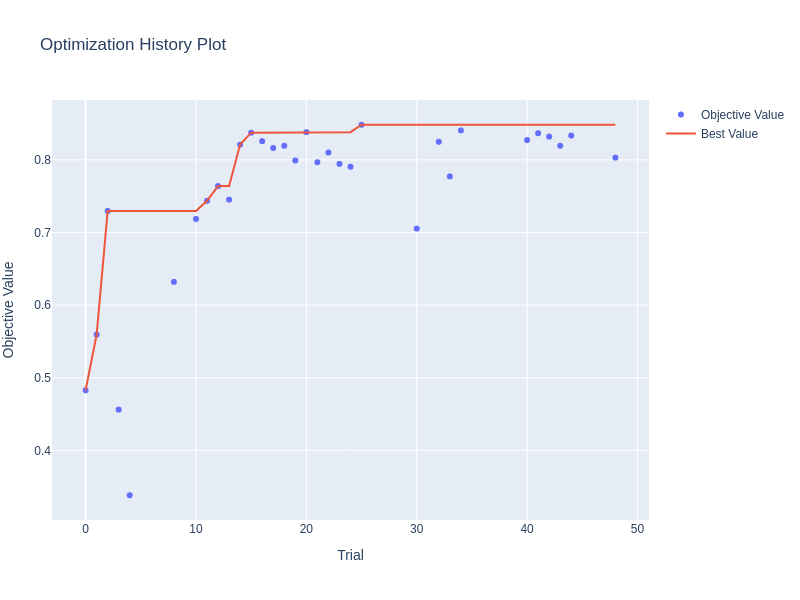 Optimization History Plot
Objective Value
Best Value
0.8
0.7
0.6
0.5
0.4
Objective Value
0 10 20 30 40 50
Trial